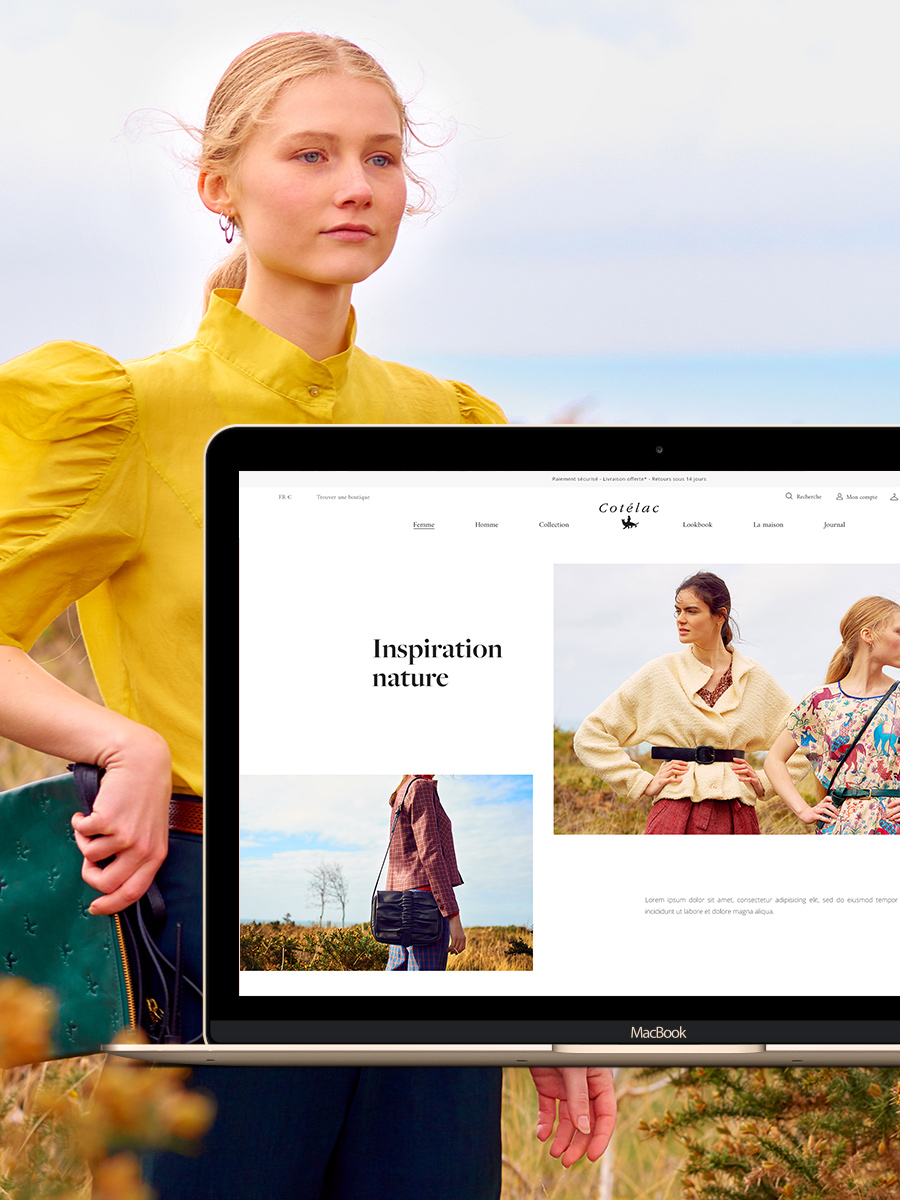 Paiement sécurisé - Livraison offerte* - Retours sous 14 jours
FR €
Trouver une boutique
Recherche
Mon compte
Cotélac
Femme
Homme
Collection
Lookbook
La maison
Journal
Inspiration
nature
Lorem ipsum dolor sit amet, consectetur adipisicing elit, sed do eiusmod tempor
incididunt ut labore et dolore magna aliqua.
MacBook